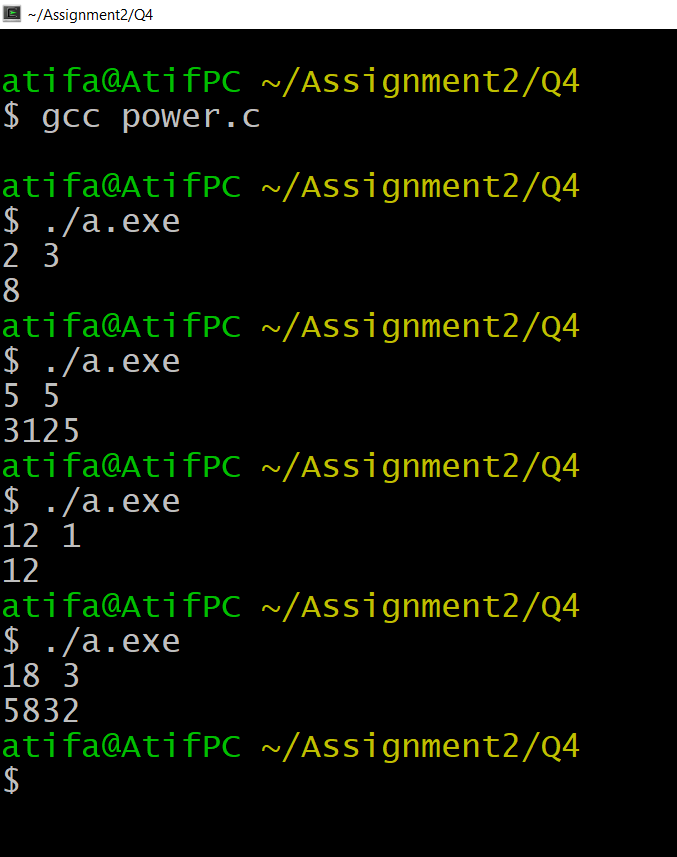 ~/Assignment2/Q4
atifa@AtifPC ~/Assignment2/Q4
$ gcc power.c
atifa@AtifPC ~/Assignment2/Q4
$ ./a.exe
2 3
8
atifa@AtifPC ~/Assignment2/Q4
$ ./a.exe
5 5
3125
atifa@AtifPC ~/Assignment2/Q4
$ ./a.exe
12 1
12
atifa@AtifPC ~/Assignment2/Q4
$ ./a.exe
18 3
5832
atifa@AtifPC ~/Assignment2/Q4
$